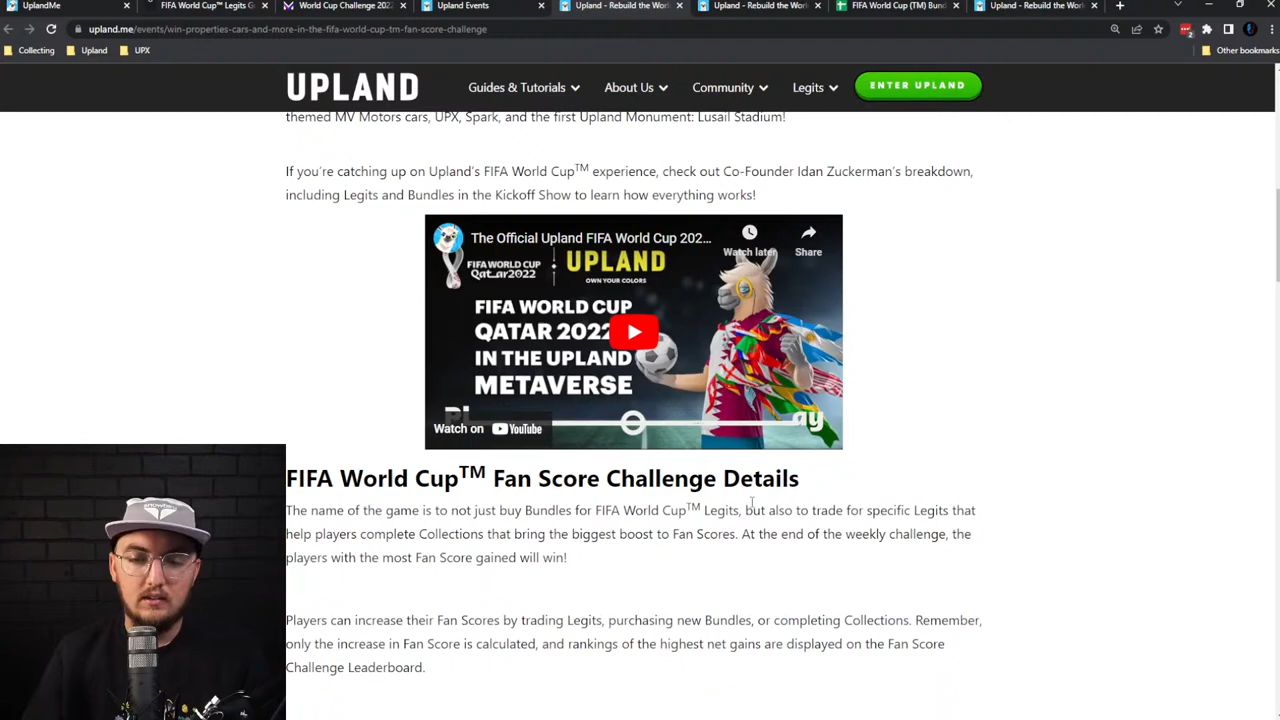 UplandMe
FIFA World Cup™ Legits G
World Cup Challenge 202
Upland Events
Upland - Rebuild the Wor
Upland - Rebuild the Wor
FIFA World Cup (TM) Bun
Upland - Rebuild the Wor
upland.me/events/win-properties-cars-and-more-in-the-fifa-world-cup-tm-fan-score-challenge
Collecting
Upland
UPX
Other bookmarks
UPLAND
Guides & Tutorials
About Us
Community
Legits
ENTER UPLAND
themed MV Motors cars, UPX, Spark, and the first Upland Monument: Lusail Stadium!
If you're catching up on Upland's FIFA World Cup™ experience, check out Co-Founder Idan Zuckerman's breakdown,
including Legits and Bundles in the Kickoff Show to learn how everything works!
The Official Upland FIFA World Cup 202...
Watch later
Share
FIFA WORLD CUP
Qatar2022
UPLAND
OWN YOUR COLORS
FIFA WORLD CUP
QATAR 2022
IN THE UPLAND
METAVERSE
Watch on YouTube
FIFA World Cup™ Fan Score Challenge Details
The name of the game is to not just buy Bundles for FIFA World Cup™ Legits, but also to trade for specific Legits that
help players complete Collections that bring the biggest boost to Fan Scores. At the end of the weekly challenge, the
players with the most Fan Score gained will win!
Players can increase their Fan Scores by trading Legits, purchasing new Bundles, or completing Collections. Remember,
only the increase in Fan Score is calculated, and rankings of the highest net gains are displayed on the Fan Score
Challenge Leaderboard.